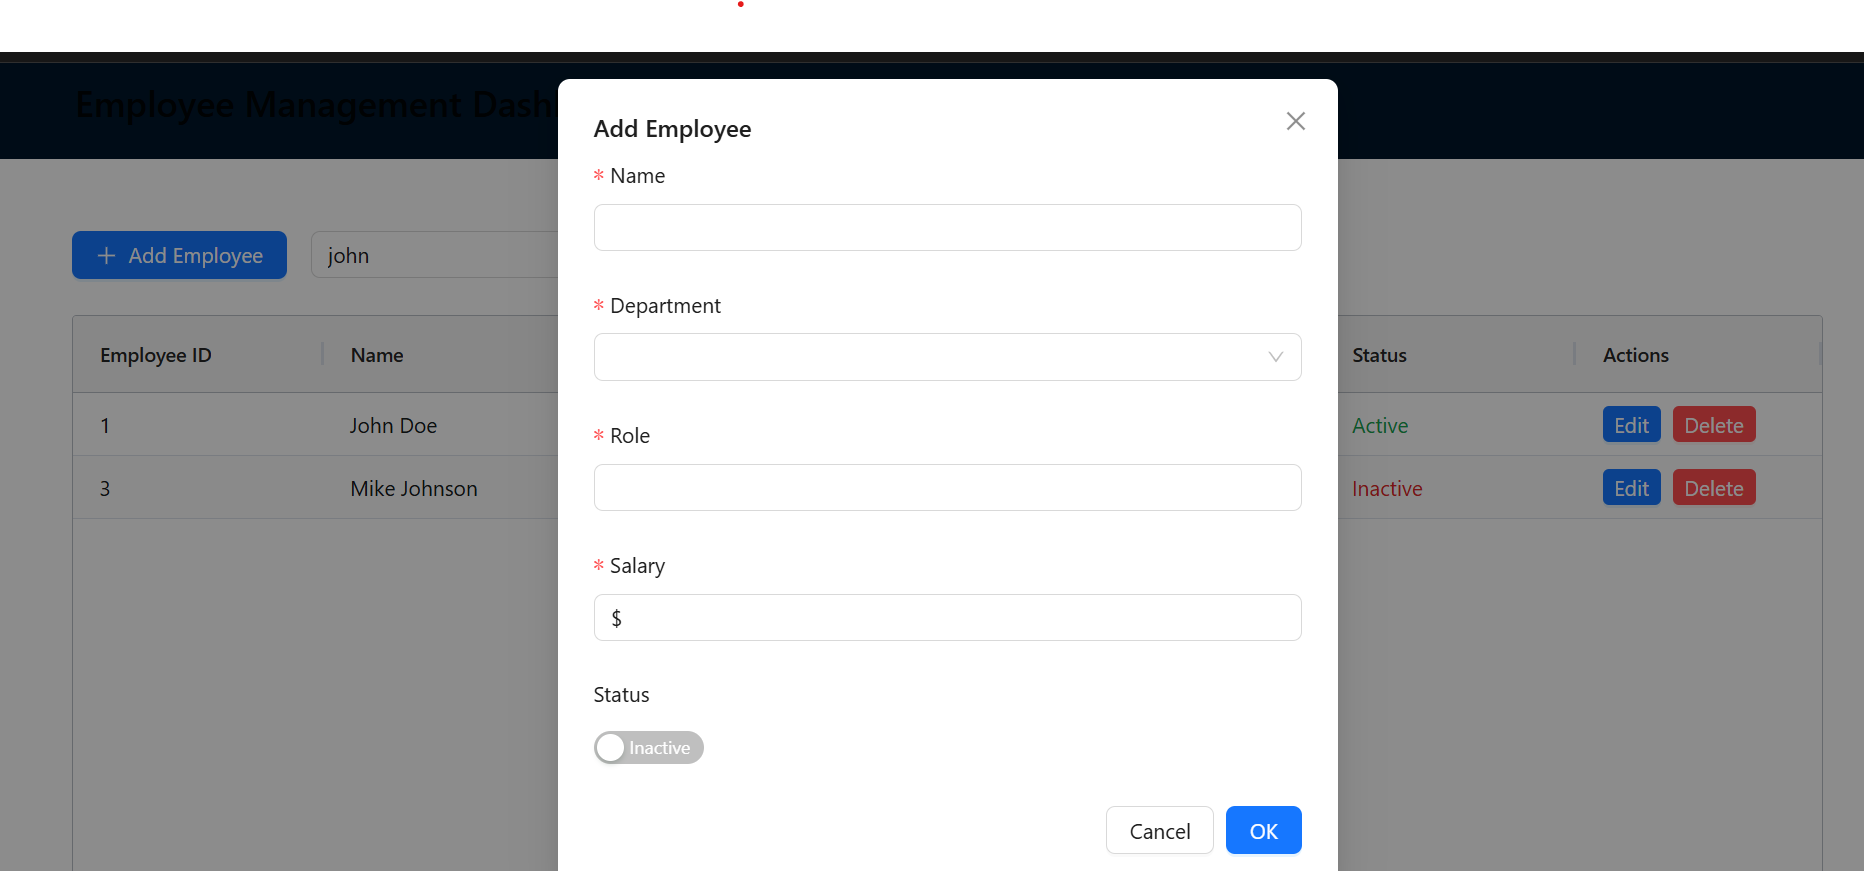 Employee Management Dash
Add Employee
* Name
+ Add Employee
john
* Department
Employee ID
Name
Status
Actions
1
John Doe
Active
Edit
Delete
* Role
3
Mike Johnson
Inactive
Edit
Delete
* Salary
$
Status
Inactive
Cancel
OK